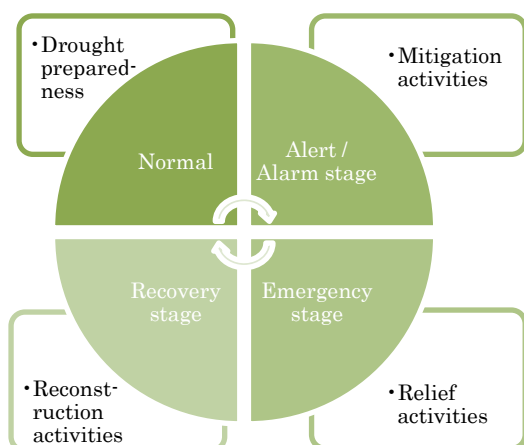 • Drought
prepared-
ness
• Mitigation
activities
Normal
Alert /
Alarm stage
Recovery
stage
Emergency
stage
• Reconst-
ruction
activities
• Relief
activities